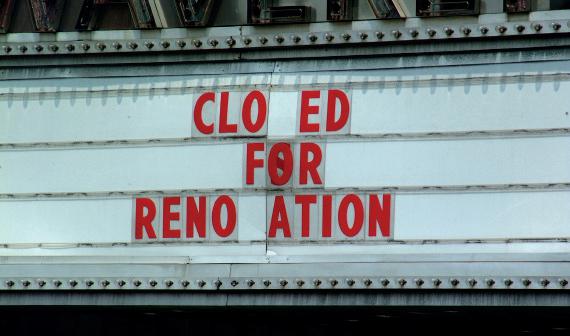 CLO ED
FOR
RENO ATION